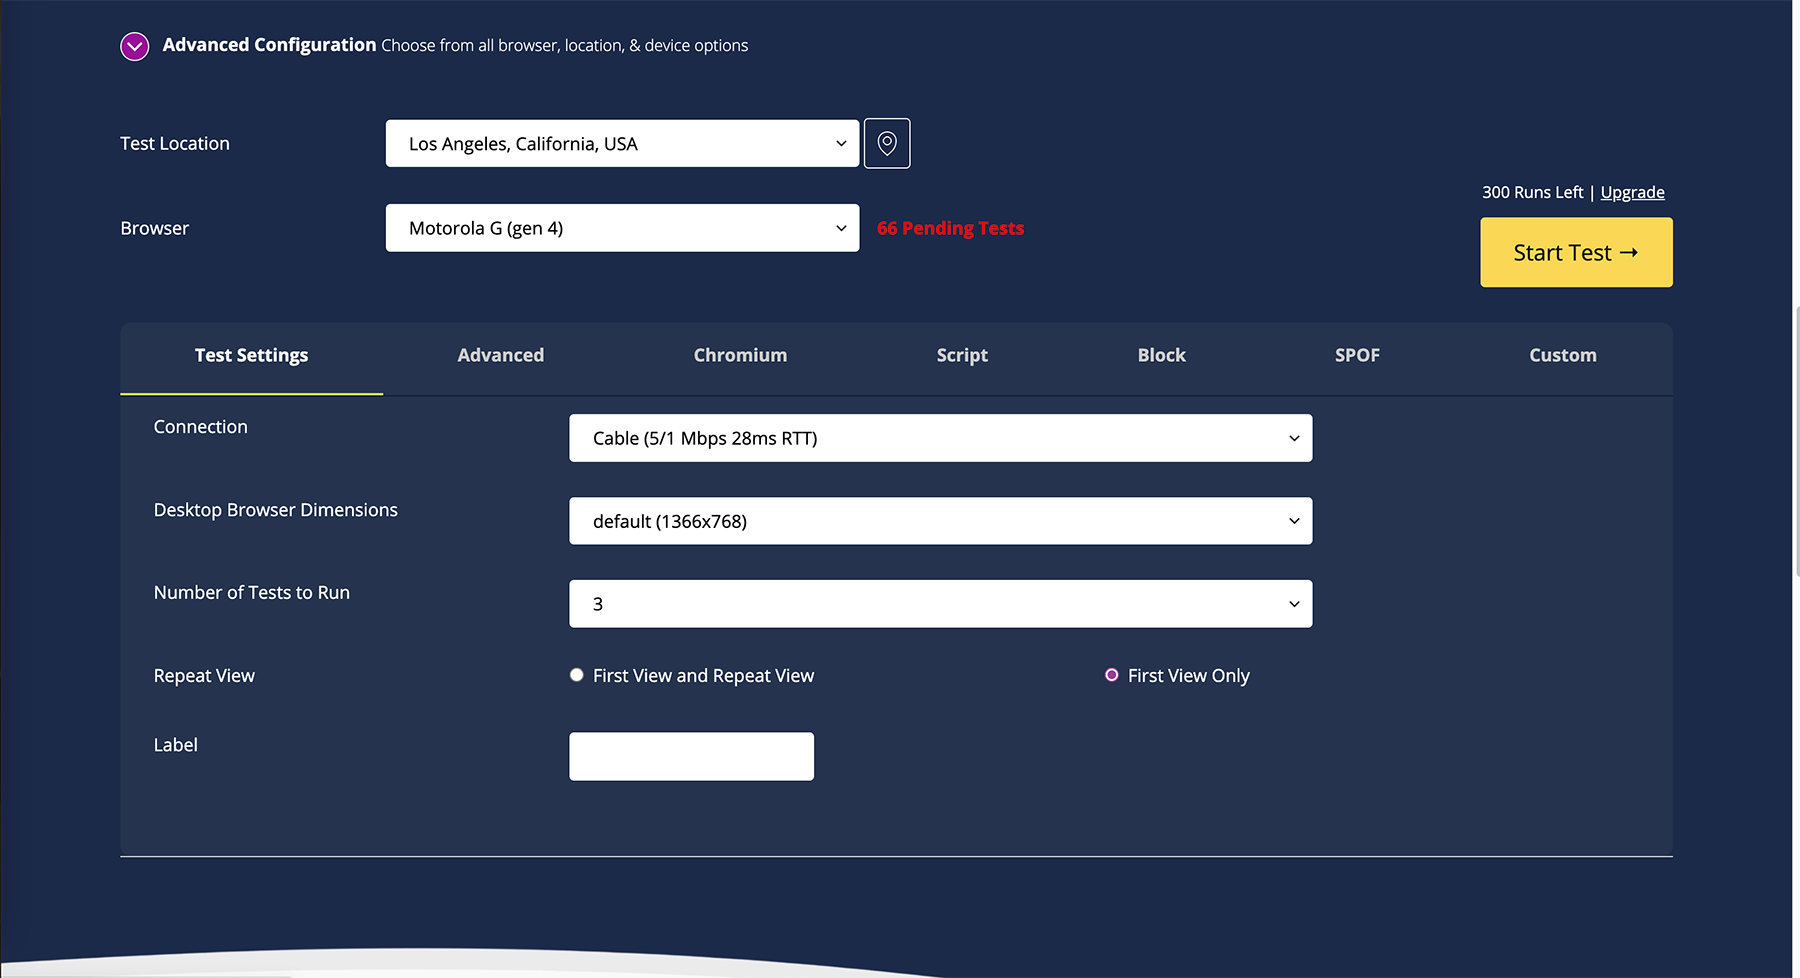 Advanced Configuration Choose from all browser, location, & device options
Test Location
Los Angeles, California, USA
300 Runs Left | Upgrade
Browser
Motorola G (gen 4)
66 Pending Tests
Start Test →
Test Settings
Advanced
Chromium
Script
Block
SPOF
Custom
Connection
Cable (5/1 Mbps 28ms RTT)
Desktop Browser Dimensions
default (1366x768)
Number of Tests to Run
3
Repeat View
First View and Repeat View
First View Only
Label